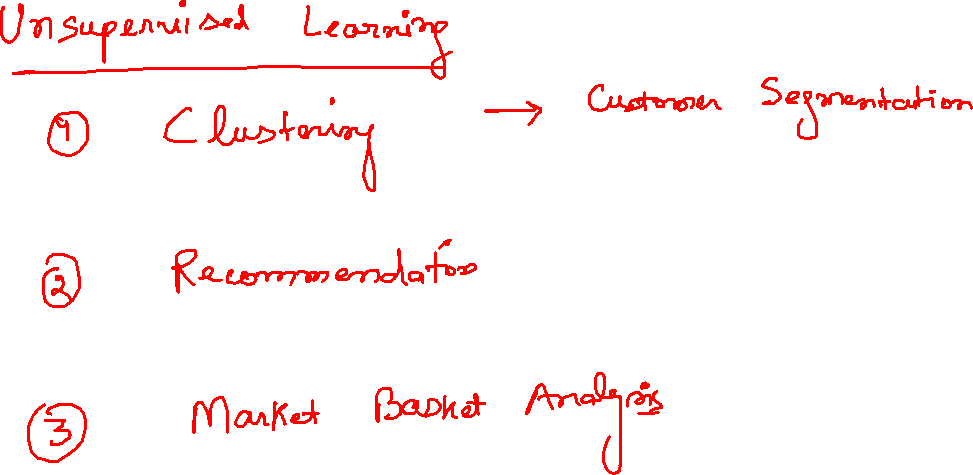 Unsupervised Learning
① Clustering → Customer Segmentation
② Recommendation
③ Market Basket Analysis